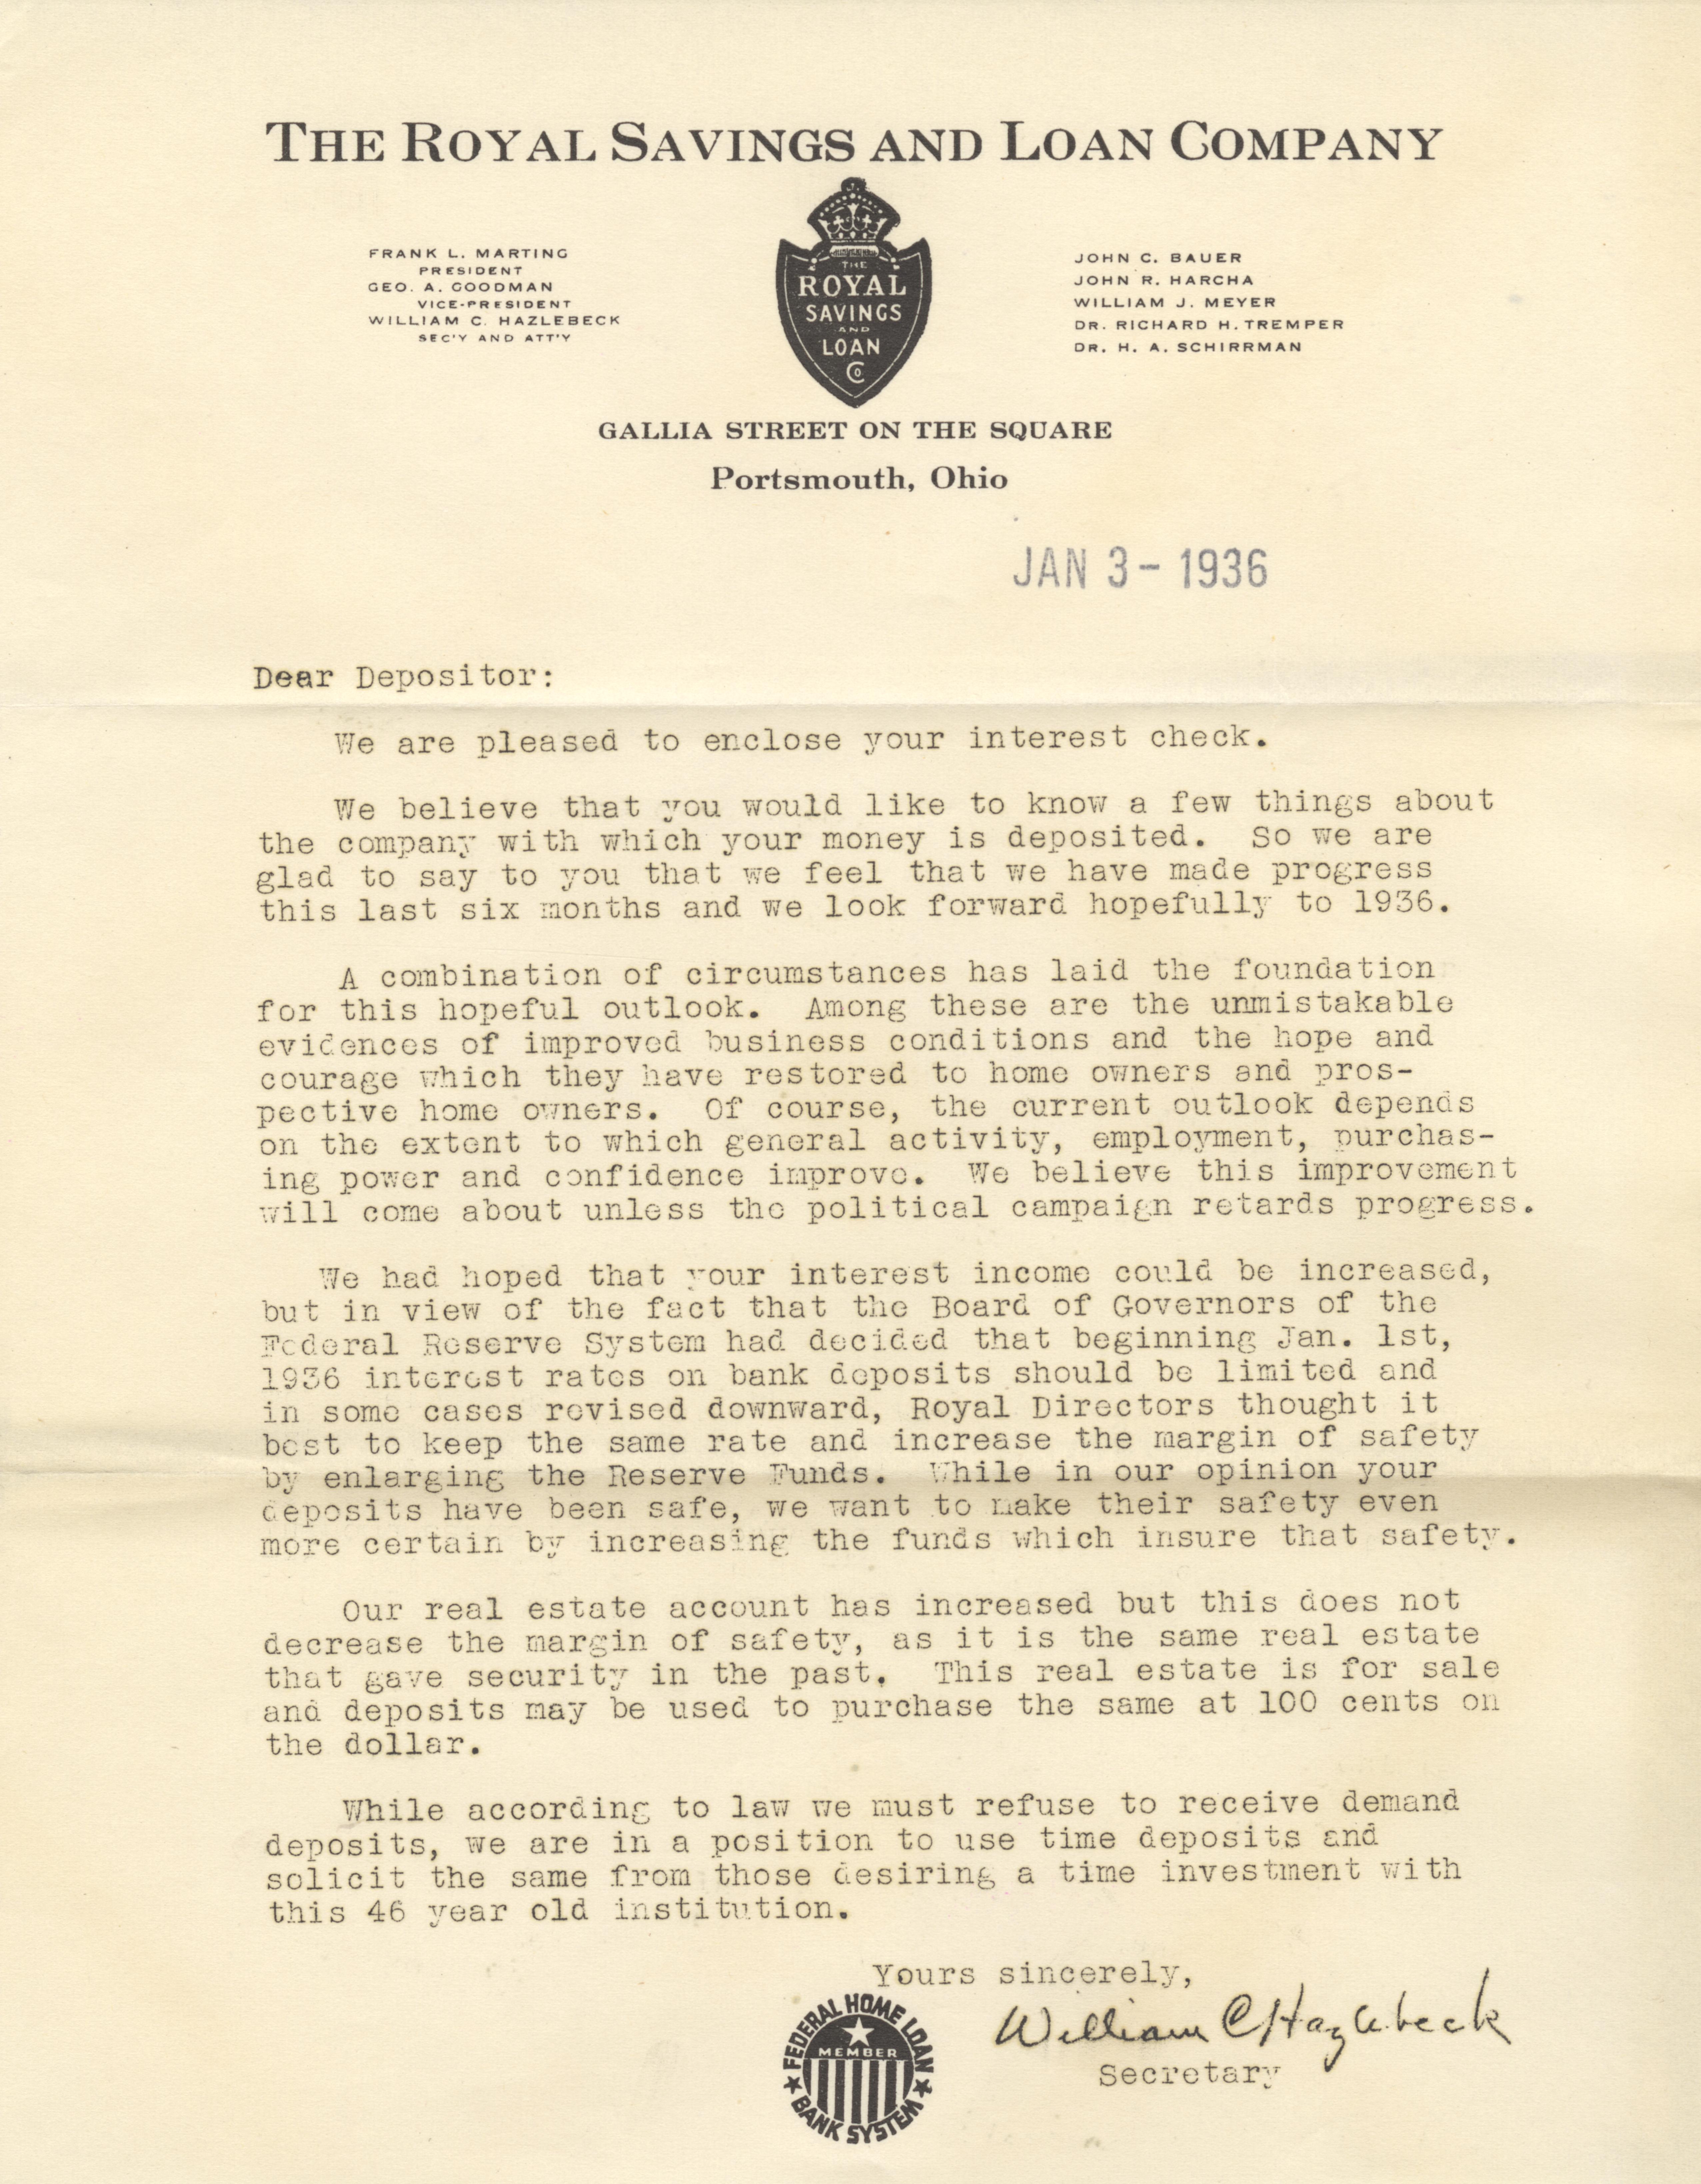 THE ROYAL SAVINGS AND LOAN COMPANY
FRANK L. MARTING
PRESIDENT
GEO. A. GOODMAN
VICE-PRESIDENT
WILLIAM C. HAZLEBECK
SEC'Y AND ATT'Y
THE
ROYAL
SAVINGS
AND
LOAN
CO
JOHN C. BAUER
JOHN R. HARCHA
WILLIAM J. MEYER
DR. RICHARD H. TREMPER
DR. H. A. SCHIRRMAN
GALLIA STREET ON THE SQUARE
Portsmouth, Ohio
JAN 3 - 1936
Dear Depositor:
We are pleased to enclose your interest check.
We believe that you would like to know a few things about
the company with which your money is deposited. So we are
glad to say to you that we feel that we have made progress
this last six months and we look forward hopefully to 1936.
A combination of circumstances has laid the foundation
for this hopeful outlook. Among these are the unmistakable
evidences of improved business conditions and the hope and
courage which they have restored to home owners and pros-
pective home owners. Of course, the current outlook depends
on the extent to which general activity, employment, purchas-
ing power and confidence improve. We believe this improvement
will come about unless the political campaign retards progress.
We had hoped that your interest income could be increased,
but in view of the fact that the Board of Governors of the
Federal Reserve System had decided that beginning Jan. 1st,
1936 interest rates on bank deposits should be limited and
in some cases revised downward, Royal Directors thought it
best to keep the same rate and increase the margin of safety
by enlarging the Reserve Funds. While in our opinion your
deposits have been safe, we want to make their safety even
more certain by increasing the funds which insure that safety.
Our real estate account has increased but this does not
decrease the margin of safety, as it is the same real estate
that gave security in the past. This real estate is for sale
and deposits may be used to purchase the same at 100 cents on
the dollar.
While according to law we must refuse to receive demand
deposits, we are in a position to use time deposits and
solicit the same from those desiring a time investment with
this 46 year old institution.
Yours sincerely,
William C Hazlebeck
Secretary
FEDERAL HOME LOAN
MEMBER
BANK SYSTEM